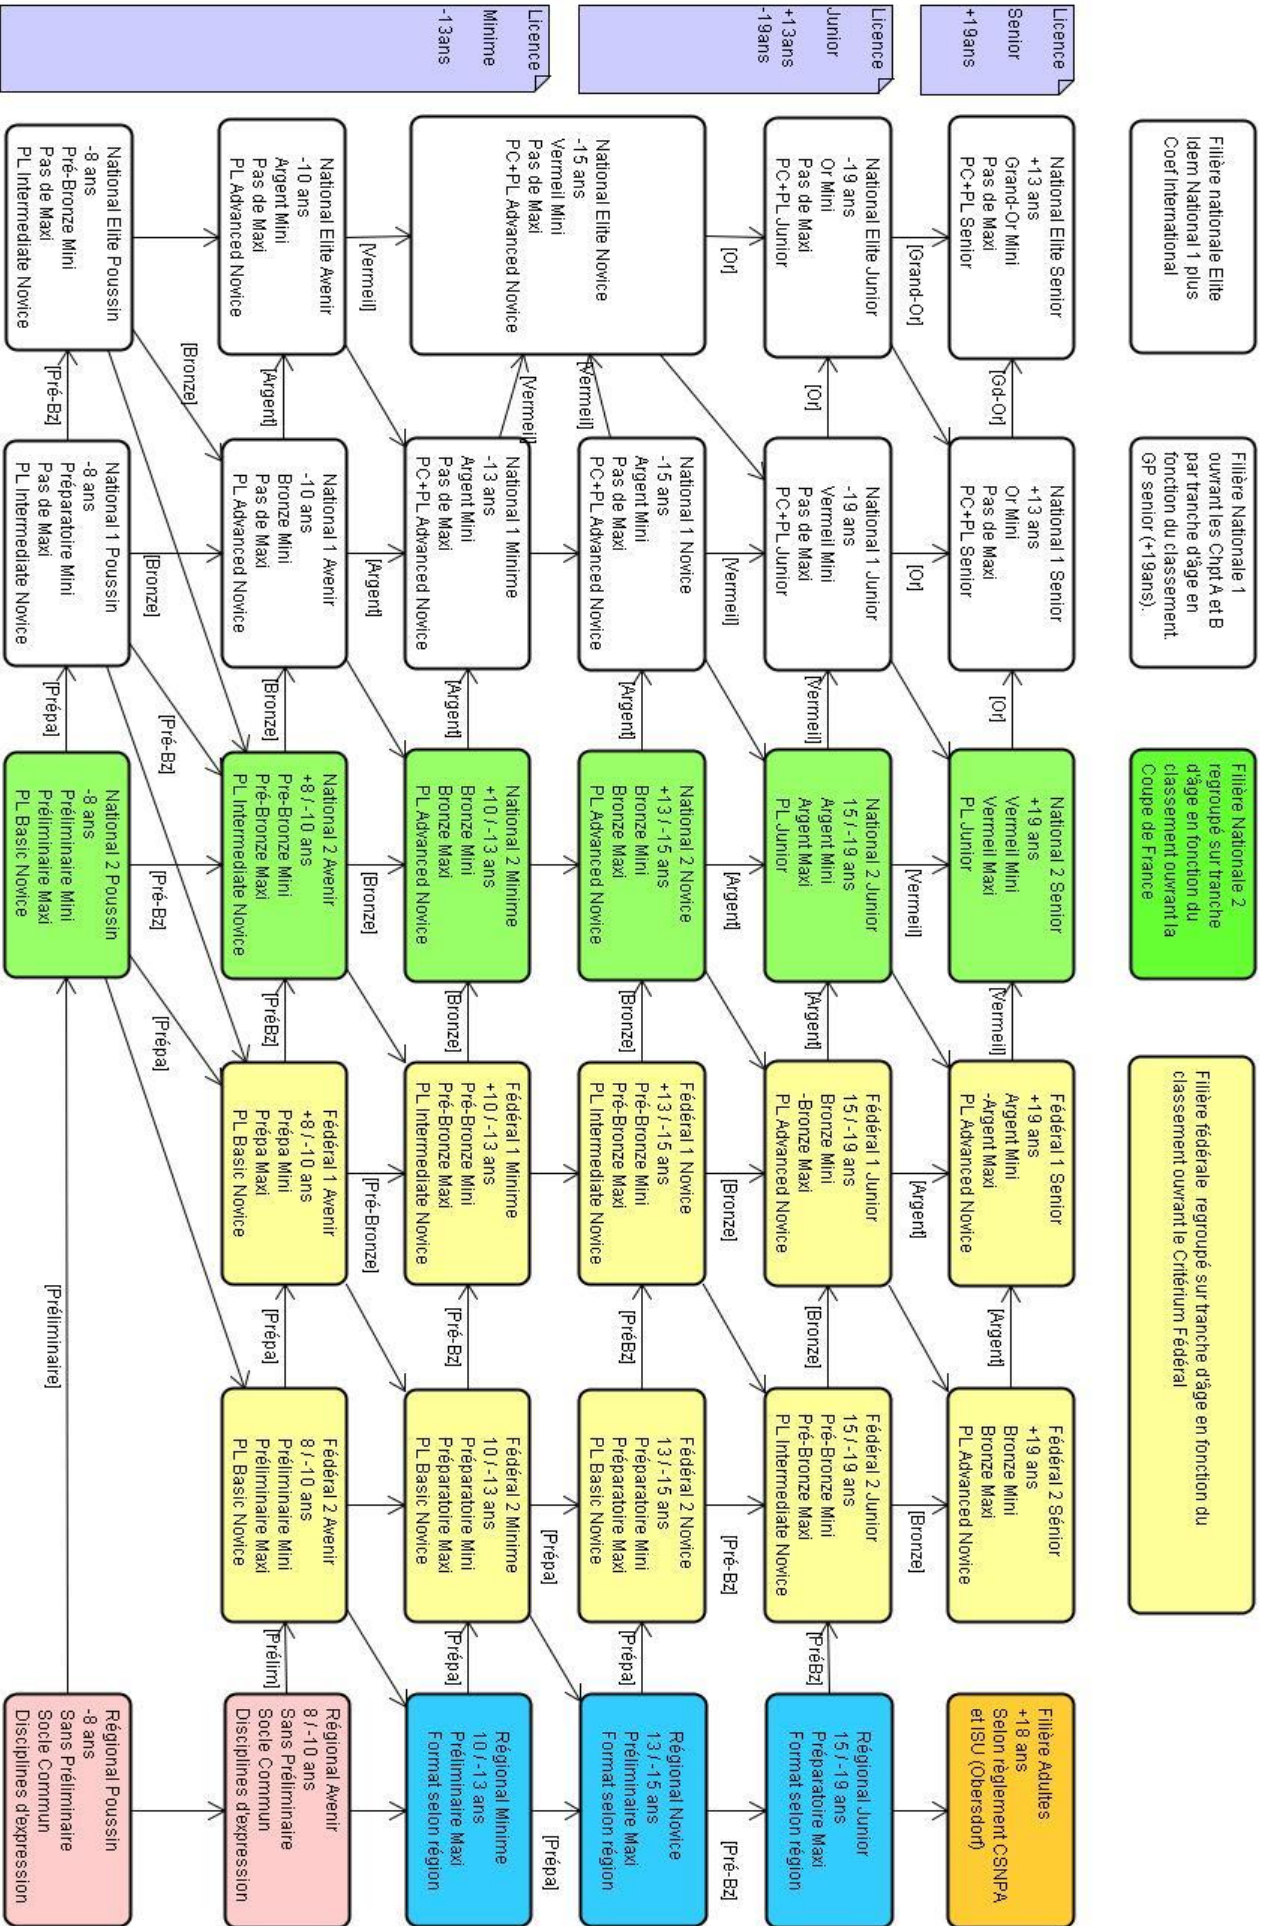 Licence
Senior
+19ans
Licence
Junior
+13ans
-19ans
Licence
Minime
-13ans
Filière nationale Elite
Idem National 1 plus
Coef International
National Elite Senior
+13 ans
Grand-Or Mini
Pas de Maxi
PC+PL Senior
[Grand-Or]
National Elite Junior
-19 ans
Or Mini
Pas de Maxi
PC+PL Junior
[Or]
National Elite Novice
-15 ans
Vermeil Mini
Pas de Maxi
PC+PL Advanced Novice
[Vermeil]
National Elite Avenir
-10 ans
Argent Mini
Pas de Maxi
PL Advanced Novice
National Elite Poussin
-8 ans
Pré-Bronze Mini
Pas de Maxi
PL Intermediate Novice
[Gd-Or]
[Or]
[Vermeil]
[Vermeil]
[Argent]
[Bronze]
[Pré-Bz]
Filière Nationale 1
ouvrant les Chpt A et B
par tranche d'âge en
fonction du classement.
GP senior (+19ans).
National 1 Senior
+13 ans
Or Mini
Pas de Maxi
PC+PL Senior
[Or]
National 1 Junior
-19 ans
Vermeil Mini
Pas de Maxi
PC+PL Junior
[Vermeil]
National 1 Novice
-15 ans
Argent Mini
Pas de Maxi
PC+PL Advanced Novice
National 1 Minime
-13 ans
Argent Mini
Pas de Maxi
PC+PL Advanced Novice
[Argent]
National 1 Avenir
-10 ans
Bronze Mini
Pas de Maxi
PL Advanced Novice
[Bronze]
National 1 Poussin
-8 ans
Préparatoire Mini
Pas de Maxi
PL Intermediate Novice
[Or]
[Vermeil]
[Argent]
[Argent]
[Bronze]
[Pré-Bz]
[Prépa]
Filière Nationale 2
regroupé sur tranche
d'âge en fonction du
classement ouvrant la
Coupe de France
National 2 Senior
+19 ans
Vermeil Mini
Vermeil Maxi
PL Junior
[Vermeil]
National 2 Junior
15 / -19 ans
Argent Mini
Argent Maxi
PL Junior
[Argent]
National 2 Novice
+13 / -15 ans
Bronze Mini
Bronze Maxi
PL Advanced Novice
National 2 Minime
+10 / -13 ans
Bronze Mini
Bronze Maxi
PL Advanced Novice
[Bronze]
National 2 Avenir
+8 / -10 ans
Pre-Bronze Mini
Pré-Bronze Maxi
PL Intermediate Novice
[Pré-Bz]
National 2 Poussin
-8 ans
Préliminaire Mini
Préliminaire Maxi
PL Basic Novice
[Vermeil]
[Argent]
[Bronze]
[Bronze]
[PréBz]
[Prépa]
Filière fédérale regroupé sur tranche d'âge en fonction du
classement ouvrant le Critérium Fédéral
Fédéral 1 Senior
+19 ans
Argent Mini
-Argent Maxi
PL Advanced Novice
[Argent]
Fédéral 1 Junior
15 / -19 ans
Bronze Mini
-Bronze Maxi
PL Advanced Novice
[Bronze]
Fédéral 1 Novice
+13 / -15 ans
Pré-Bronze Mini
Pré-Bronze Maxi
PL Intermediate Novice
Fédéral 1 Minime
+10 / -13 ans
Pré-Bronze Mini
Pré-Bronze Maxi
PL Intermediate Novice
[Pré-Bronze]
Fédéral 1 Avenir
+8 / -10 ans
Prépa Mini
Prépa Maxi
PL Basic Novice
[Argent]
[Bronze]
[PréBz]
[Pré-Bz]
[Prépa]
[Préliminaire]
Fédéral 2 Sénior
+19 ans
Bronze Mini
Bronze Maxi
PL Advanced Novice
[Bronze]
Fédéral 2 Junior
15 / -19 ans
Pré-Bronze Mini
Pré-Bronze Maxi
PL Intermediate Novice
[Pré-Bz]
Fédéral 2 Novice
13 / -15 ans
Préparatoire Mini
Préparatoire Maxi
PL Basic Novice
[Prépa]
Fédéral 2 Minime
10 / -13 ans
Préparatoire Mini
Préparatoire Maxi
PL Basic Novice
Fédéral 2 Avenir
8 / -10 ans
Préliminaire Mini
Préliminaire Maxi
PL Basic Novice
[PréBz]
[Prépa]
[Prépa]
[Prélim]
Filière Adultes
+18 ans
Selon règlement CSNPA
et ISU (Obersdorf)
Régional Junior
15 / -19 ans
Préparatoire Maxi
Format selon région
[Pré-Bz]
Régional Novice
13 / -15 ans
Préliminaire Maxi
Format selon région
[Prépa]
Régional Minime
10 / -13 ans
Préliminaire Maxi
Format selon région
Régional Avenir
8 / -10 ans
Sans Préliminaire
Socle Commun
Disciplines d'expression
Régional Poussin
-8 ans
Sans Préliminaire
Socle Commun
Disciplines d'expression